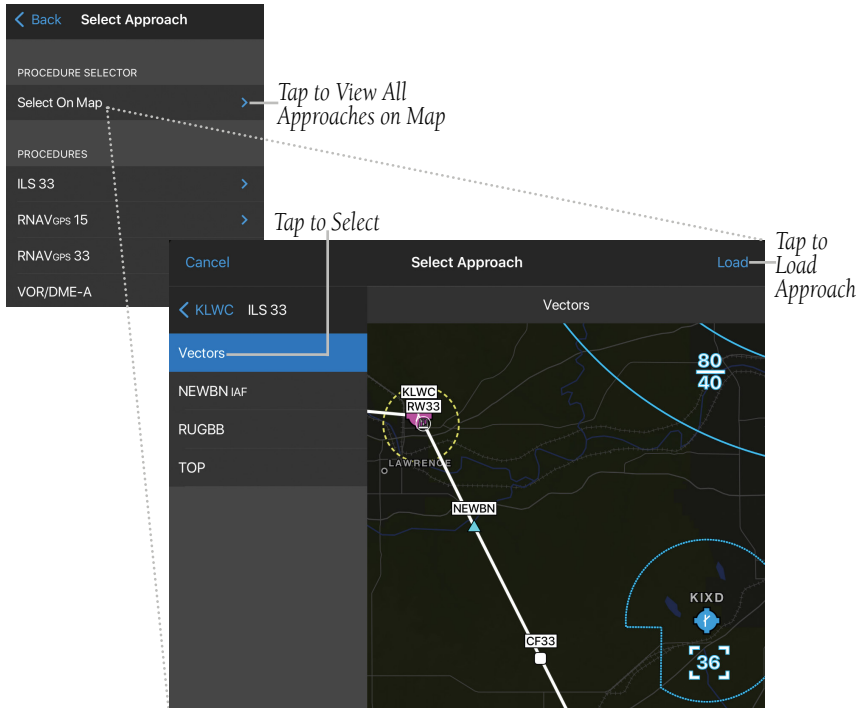 Back Select Approach
PROCEDURE SELECTOR
Select On Map
Tap to View All
Approaches on Map
PROCEDURES
ILS 33
RNAVGPS 15
RNAVGPS 33
VOR/DME-A
Tap to Select
Tap to
Load
Approach
Cancel Select Approach Load
KLWC ILS 33
Vectors
Vectors
NEWBN IAF
RUGBB
TOP
80
40
KLWC
RW33
LAWRENCE
NEWBN
KIXD
CF33
36